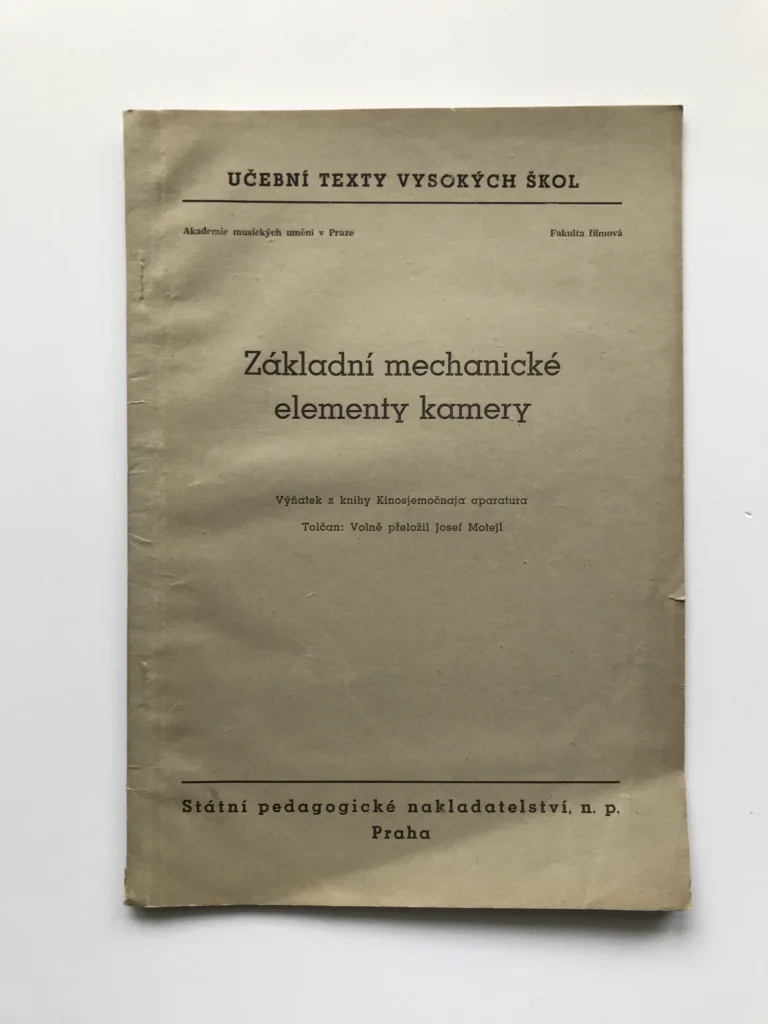 UČEBNÍ TEXTY VYSOKÝCH ŠKOL
Akademie musických umění v Praze Fakulta filmová
Základní mechanické
elementy kamery
Výňatek z knihy Kinosjemočnaja aparatura
Tolčan: Volně přeložil Josef Motejl
Státní pedagogické nakladatelství, n. p.
Praha